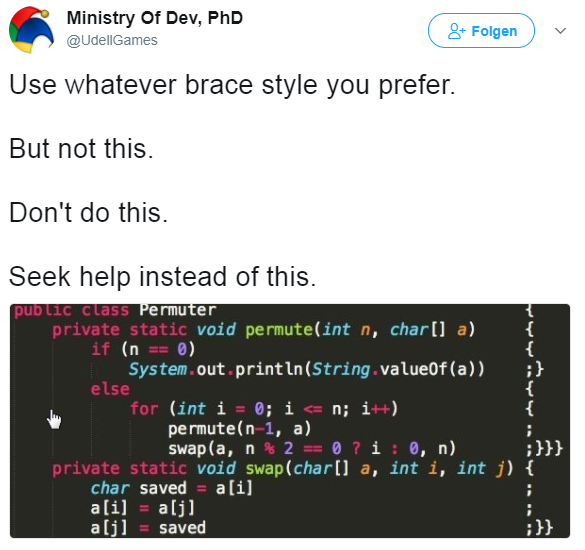 Ministry Of Dev, PhD
@UdellGames
Folgen
Use whatever brace style you prefer.
But not this.
Don't do this.
Seek help instead of this.
public class Permuter {
private static void permute(int n, char[] a) {
if (n == 0) {
System.out.println(String.valueOf(a)) ;}
else {
for (int i = 0; i <= n; i++) {
permute(n-1, a) ;
swap(a, n % 2 == 0 ? i : 0, n) ;}}}
private static void swap(char[] a, int i, int j) {
char saved = a[i] ;
a[i] = a[j] ;
a[j] = saved ;}}